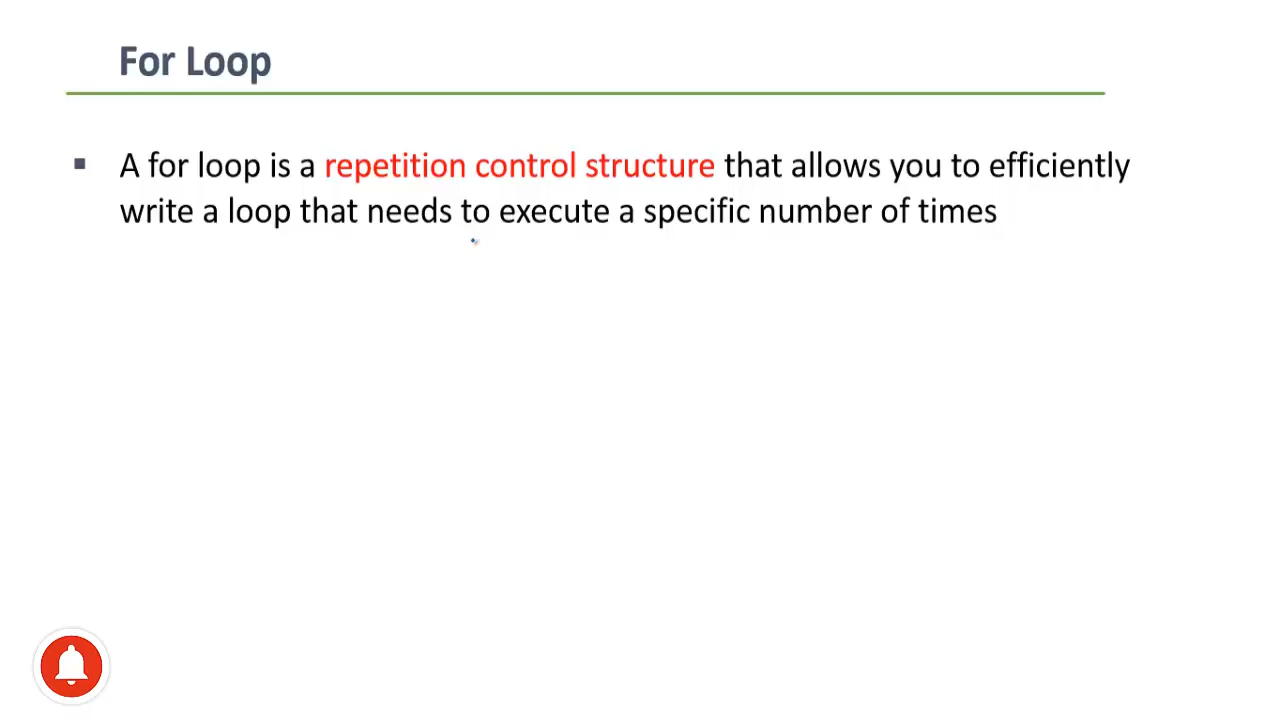 For Loop
▪ A for loop is a repetition control structure that allows you to efficiently
write a loop that needs to execute a specific number of times